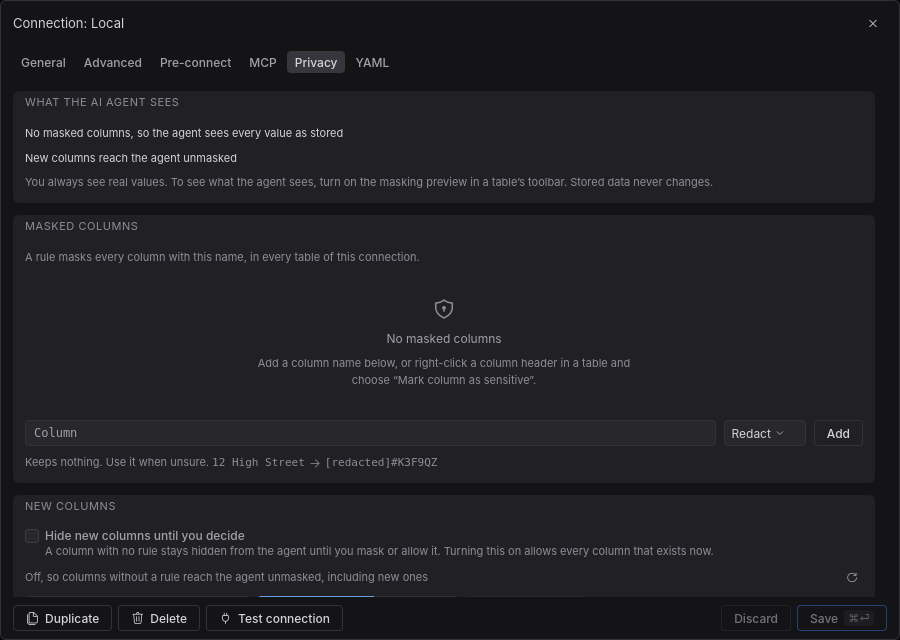 Connection: Local
General Advanced Pre-connect MCP Privacy YAML
WHAT THE AI AGENT SEES
No masked columns, so the agent sees every value as stored
New columns reach the agent unmasked
You always see real values. To see what the agent sees, turn on the masking preview in a table's toolbar. Stored data never changes.
MASKED COLUMNS
A rule masks every column with this name, in every table of this connection.
No masked columns
Add a column name below, or right-click a column header in a table and
choose “Mark column as sensitive”.
Column Redact Add
Keeps nothing. Use it when unsure. 12 High Street → [redacted]#K3F9QZ
NEW COLUMNS
Hide new columns until you decide
A column with no rule stays hidden from the agent until you mask or allow it. Turning this on allows every column that exists now.
Off, so columns without a rule reach the agent unmasked, including new ones
Duplicate Delete Test connection Discard Save ⌘↵